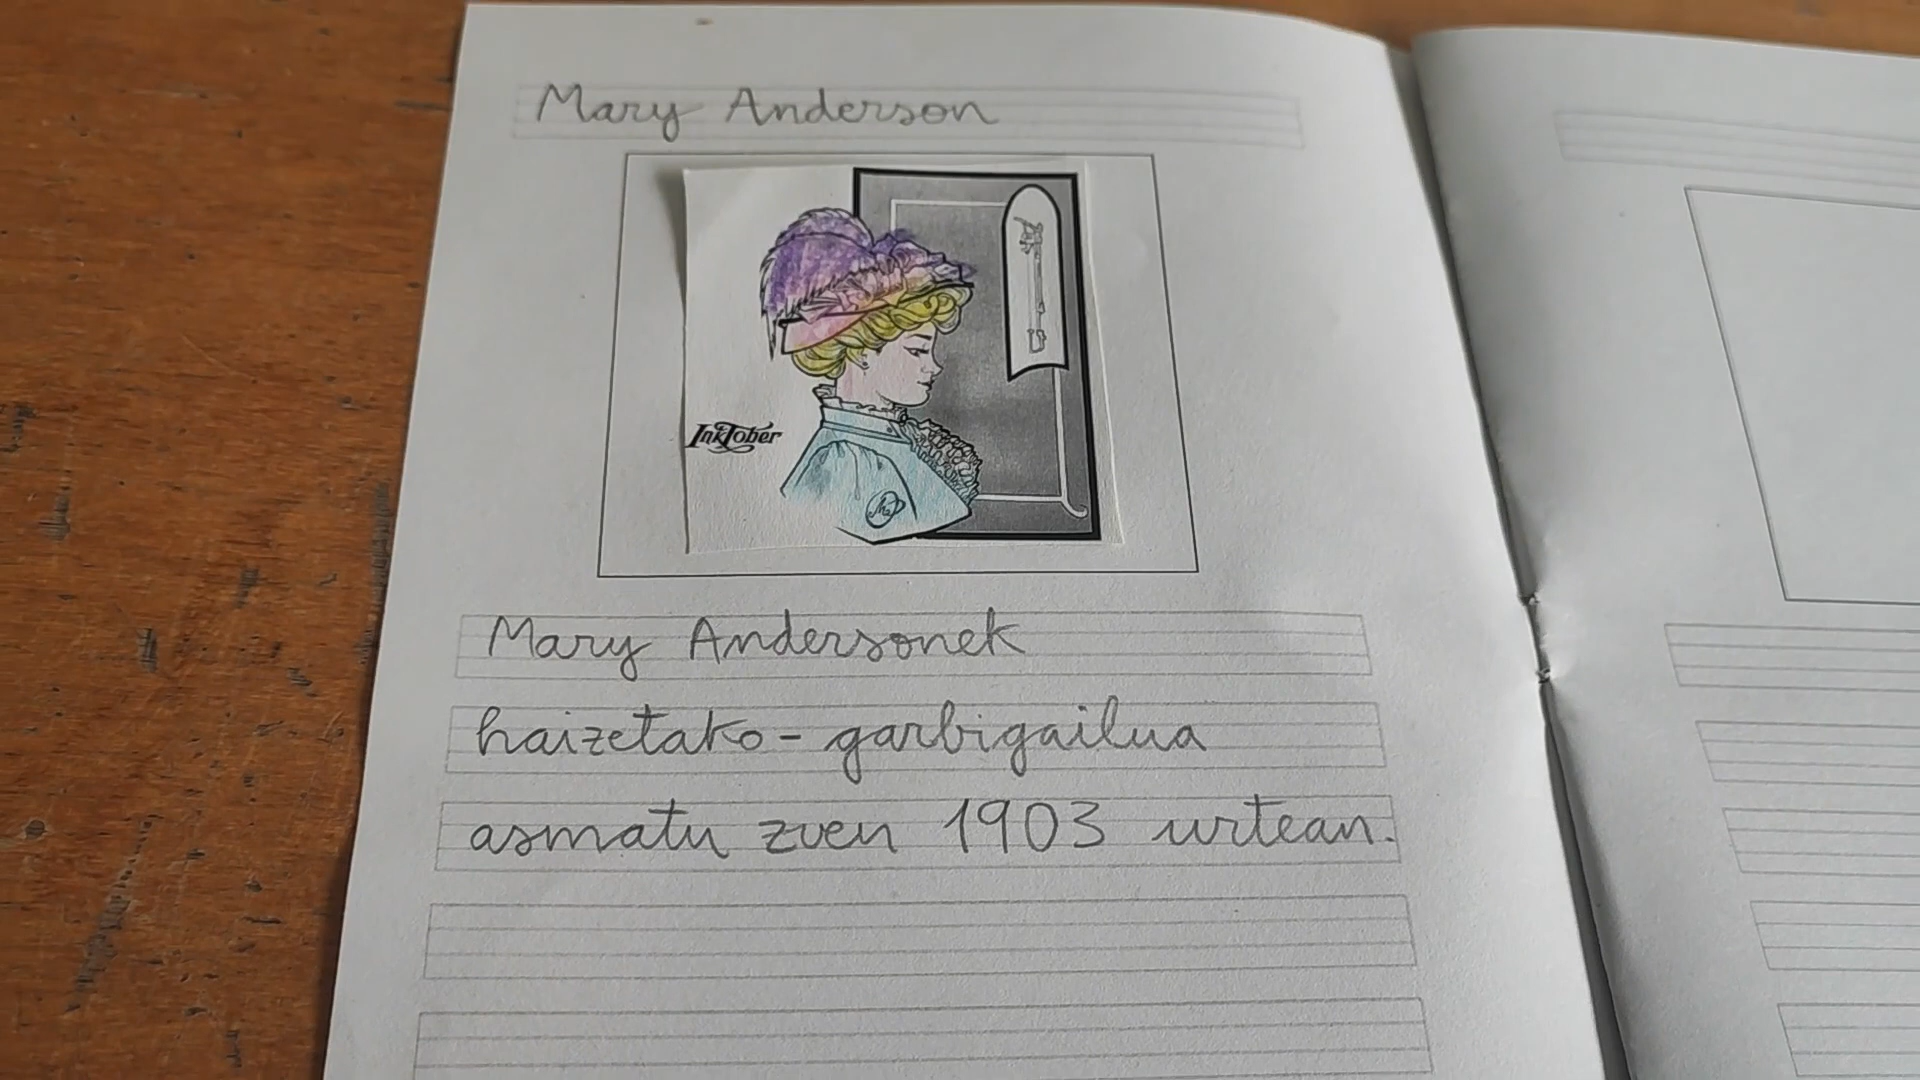 Mary Anderson
InkTober
Mary Andersonek
haizetako-garbigailua
asmatu zuen 1903 urtean.